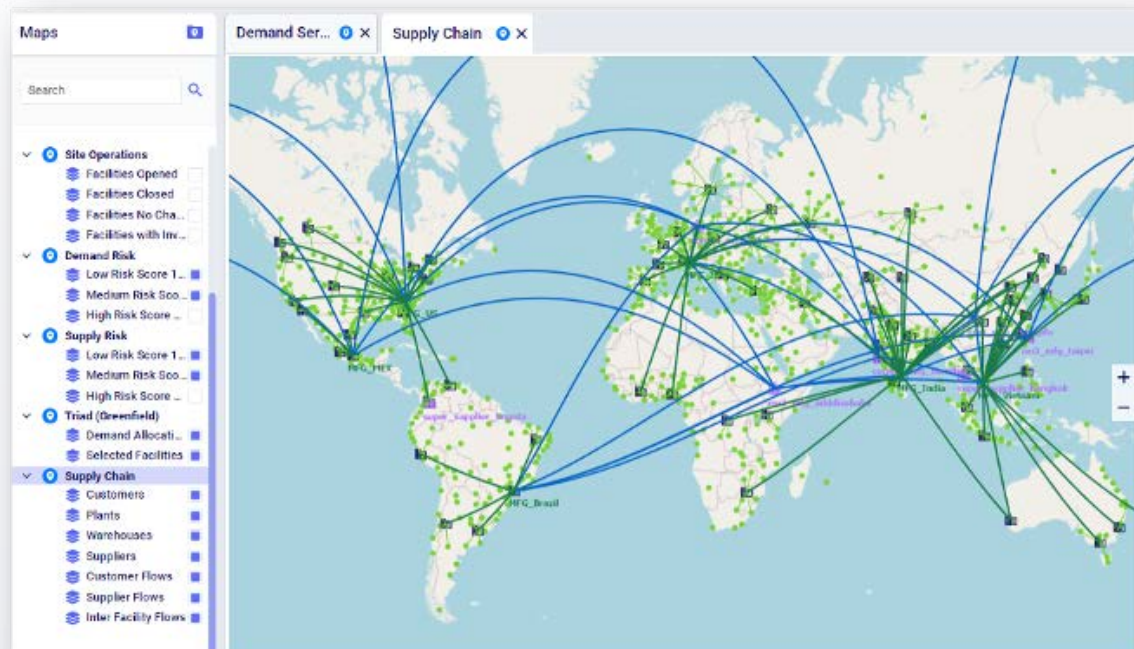 Maps
Demand Ser...
Supply Chain
Search
Site Operations
Facilities Opened
Facilities Closed
Facilities No Cha...
Facilities with Inv...
Demand Risk
Low Risk Score 1...
Medium Risk Sco...
High Risk Score ...
Supply Risk
Low Risk Score 1...
Medium Risk Sco...
High Risk Score ...
Triad (Greenfield)
Demand Allocati...
Selected Facilities
Supply Chain
Customers
Plants
Warehouses
Suppliers
Customer Flows
Supplier Flows
Inter Facility Flows
MFG_MEX
MFG_Brazil
MFG_India
+
−